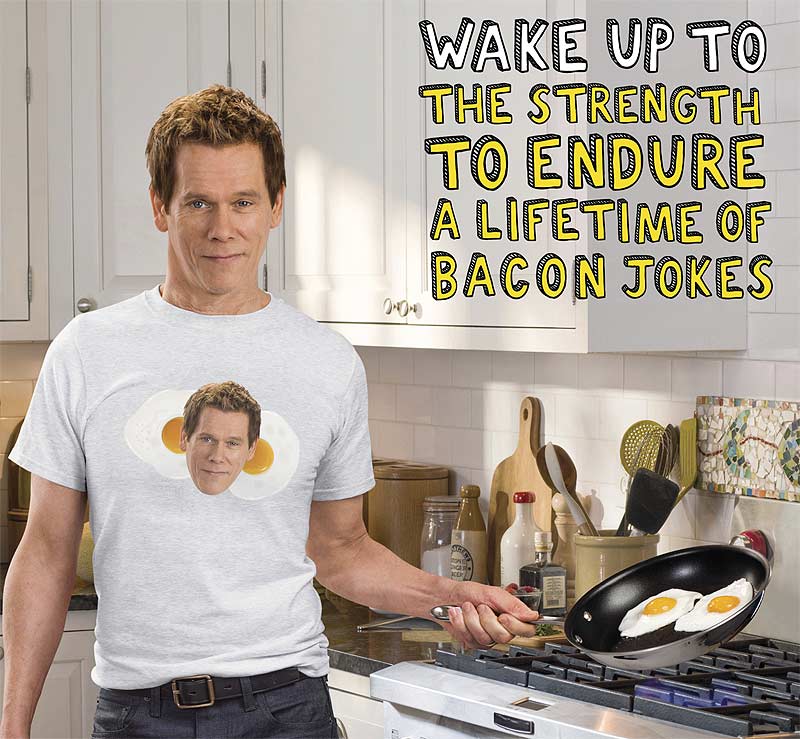 WAKE UP TO
THE STRENGTH
TO ENDURE
A LIFETIME OF
BACON JOKES